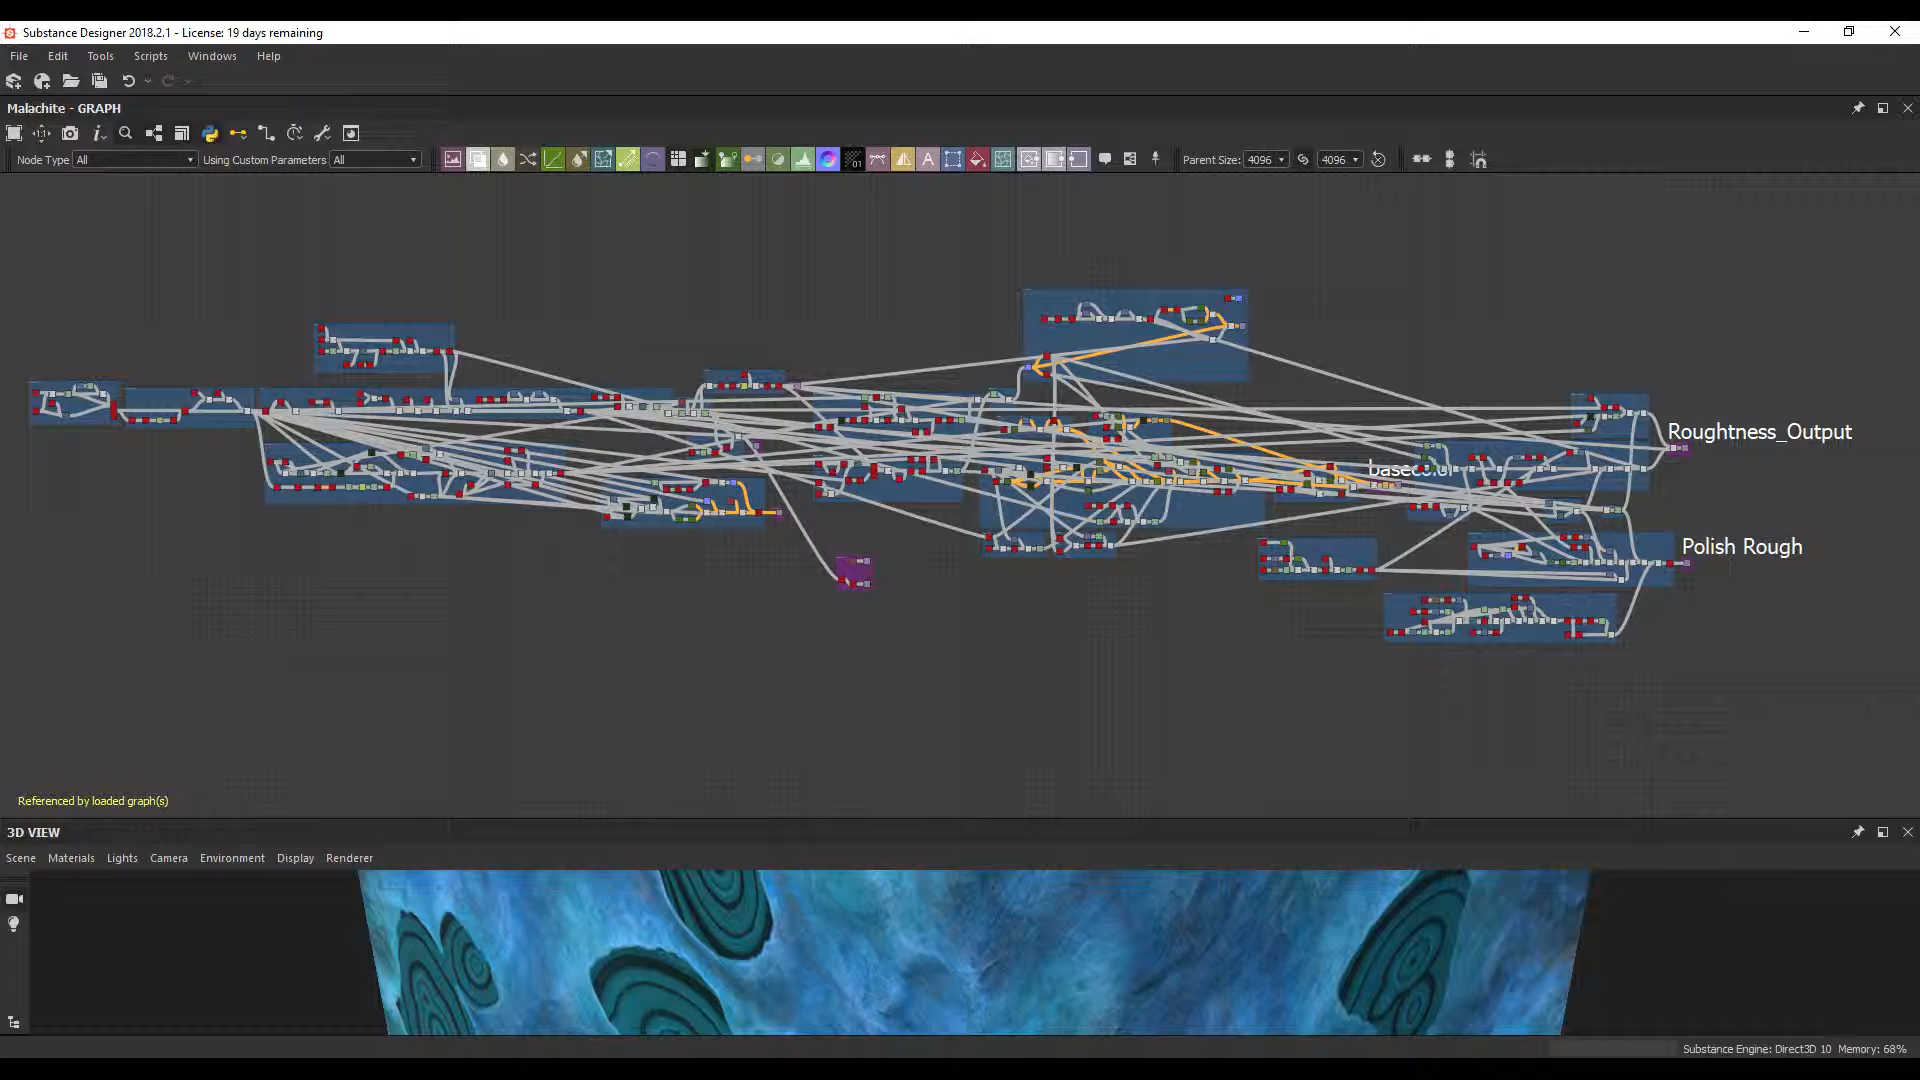 Substance Designer 2018.2.1 - License: 19 days remaining
File Edit Tools Scripts Windows Help
Malachite - GRAPH
Node Type All Using Custom Parameters All Parent Size: 4096 4096
Roughtness_Output
Polish Rough
Referenced by loaded graph(s)
3D VIEW
Scene Materials Lights Camera Environment Display Renderer
Substance Engine: Direct3D 10 Memory: 68%